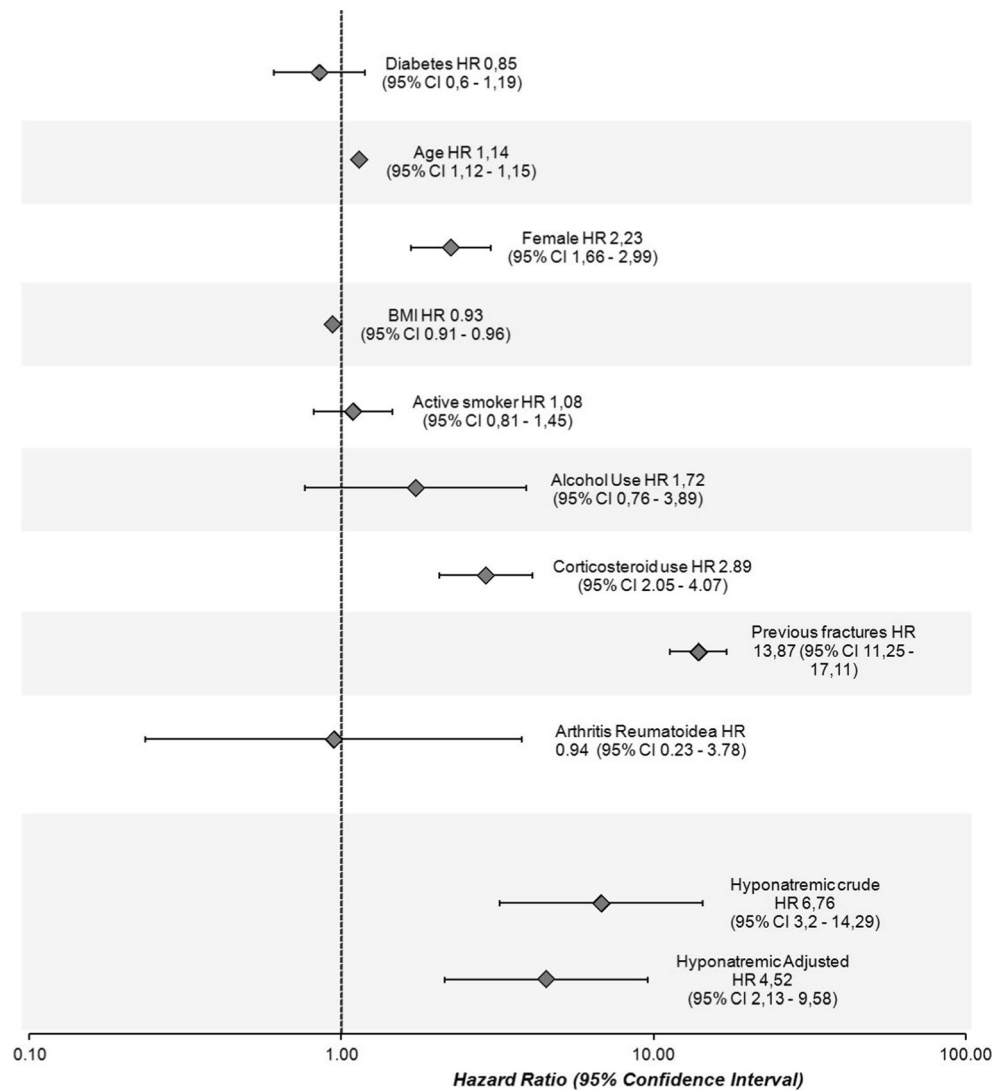 Diabetes HR 0,85
(95% CI 0,6 - 1,19)
Age HR 1,14
(95% CI 1,12 - 1,15)
Female HR 2,23
(95% CI 1,66 - 2,99)
BMI HR 0.93
(95% CI 0.91 - 0.96)
Active smoker HR 1,08
(95% CI 0,81 - 1,45)
Alcohol Use HR 1,72
(95% CI 0,76 - 3,89)
Corticosteroid use HR 2.89
(95% CI 2.05 - 4.07)
Previous fractures HR
13,87 (95% CI 11,25 -
17,11)
Arthritis Reumatoidea HR
0.94 (95% CI 0.23 - 3.78)
Hyponatremic crude
HR 6,76
(95% CI 3,2 - 14,29)
Hyponatremic Adjusted
HR 4,52
(95% CI 2,13 - 9,58)
0.10 1.00 10.00 100.00
Hazard Ratio (95% Confidence Interval)